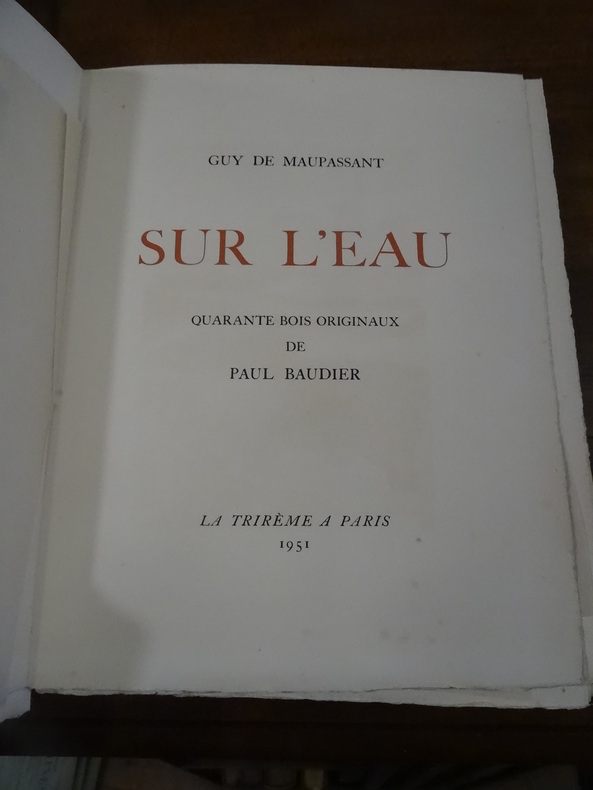 GUY DE MAUPASSANT
SUR L'EAU
QUARANTE BOIS ORIGINAUX
DE
PAUL BAUDIER
LA TRIRÈME A PARIS
1951